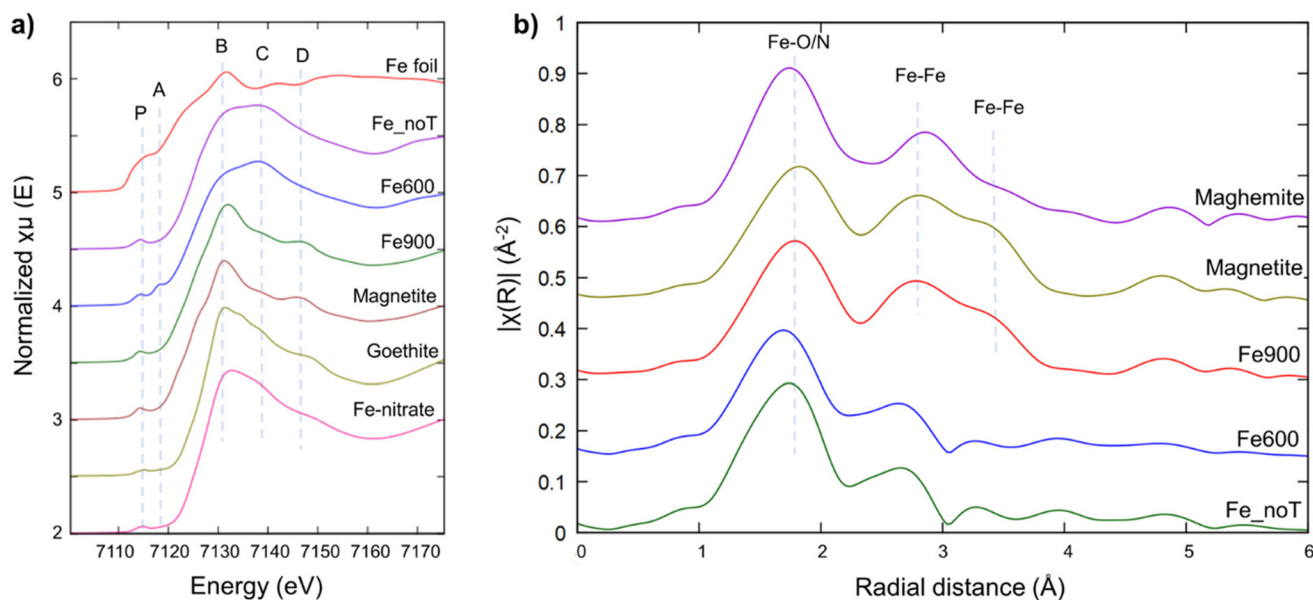 a)
Normalized xμ (E)
6
5
4
3
2
P
A
B
C
D
Fe foil
Fe_noT
Fe600
Fe900
Magnetite
Goethite
Fe-nitrate
7110 7120 7130 7140 7150 7160 7170
Energy (eV)
b)
|χ(R)| (Å⁻²)
1
0.9
0.8
0.7
0.6
0.5
0.4
0.3
0.2
0.1
0
Fe-O/N
Fe-Fe
Fe-Fe
Maghemite
Magnetite
Fe900
Fe600
Fe_noT
0 1 2 3 4 5 6
Radial distance (Å)